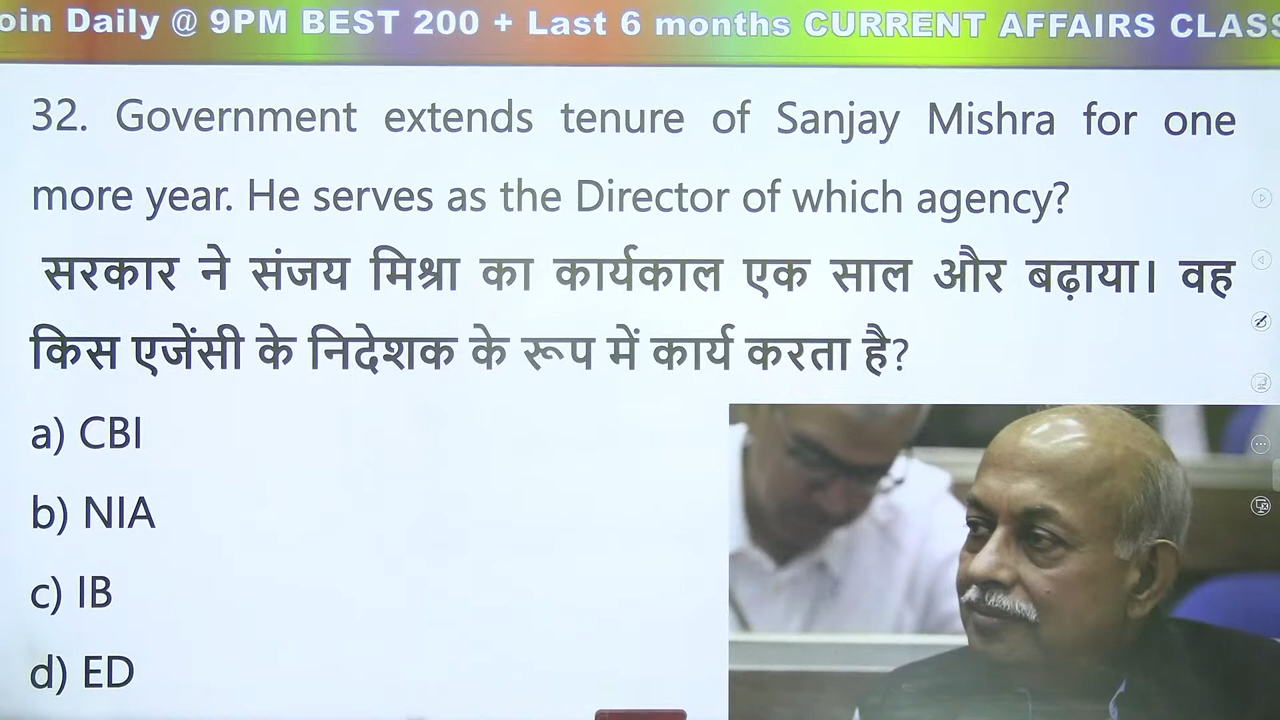 oin Daily @ 9PM BEST 200 + Last 6 months CURRENT AFFAIRS CLASS
32. Government extends tenure of Sanjay Mishra for one
more year. He serves as the Director of which agency?
सरकार ने संजय मिश्रा का कार्यकाल एक साल और बढ़ाया। वह
किस एजेंसी के निदेशक के रूप में कार्य करता है?
a) CBI
b) NIA
c) IB
d) ED